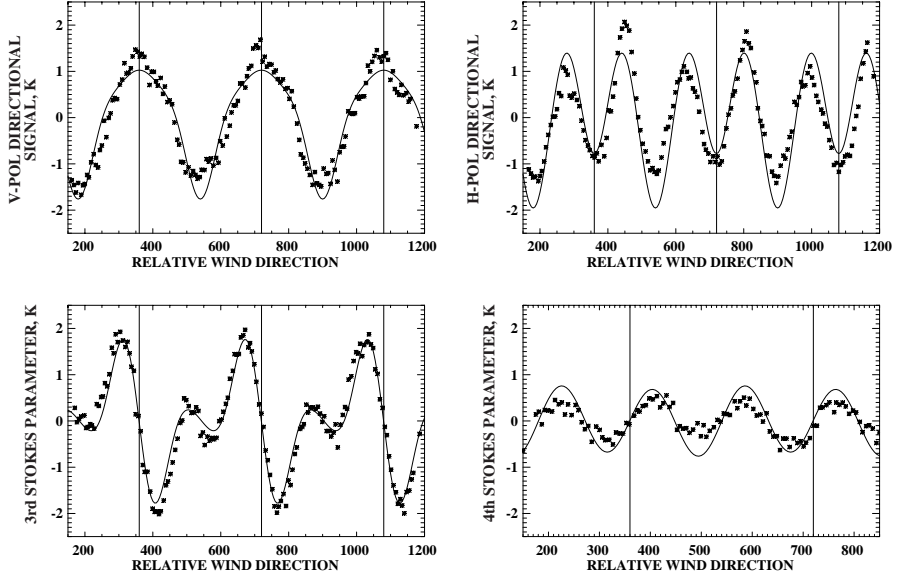 V-POL DIRECTIONAL
SIGNAL, K
2
1
0
-1
-2
200 400 600 800 1000 1200
RELATIVE WIND DIRECTION
H-POL DIRECTIONAL
SIGNAL, K
2
1
0
-1
-2
200 400 600 800 1000 1200
RELATIVE WIND DIRECTION
3rd STOKES PARAMETER, K
2
1
0
-1
-2
200 400 600 800 1000 1200
RELATIVE WIND DIRECTION
4th STOKES PARAMETER, K
2
1
0
-1
-2
200 300 400 500 600 700 800
RELATIVE WIND DIRECTION